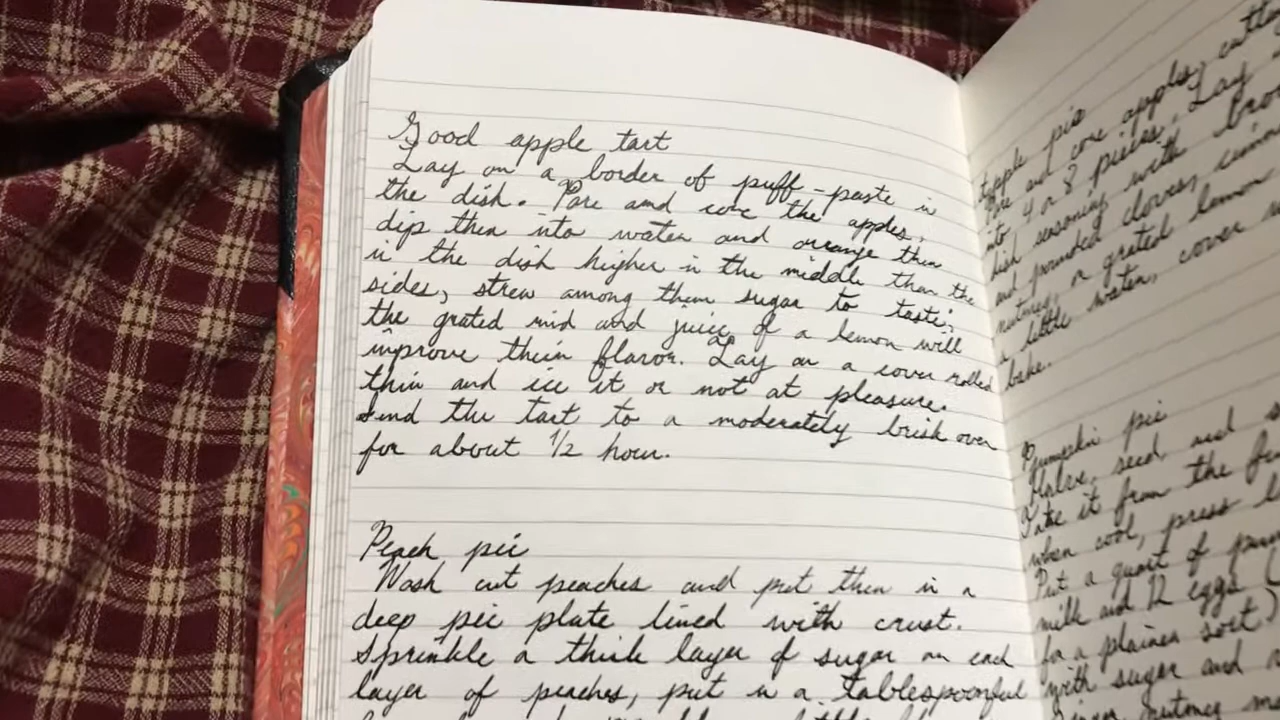 Good apple tart
Lay on a border of puff-paste in
the dish. Pare and core the apples,
dip then into water and arrange then
in the dish higher in the middle than the
sides, strew among them sugar to taste;
the grated rind and juice of a lemon will
improve their flavor. Lay on a cover rolled
thin and ice it or not at pleasure.
Send the tart to a moderately brisk oven
for about 1/2 hour.
Peach pie
Wash cut peaches and put then in a
deep pie plate lined with crust.
Sprinkle a thick layer of sugar on each
layer of peaches, put in a tablespoonful
Apple pie
Pare and core apples, cutting
into 4 or 8 pieces, Lay
dish seasoning with brown
and pounded cloves,
nutmeg, or grated lemon
a little water, cover
bake.
Pumpkin pie
Halve, seed and
Take it from the
when cool, press
Put a quart of
milk and 12 eggs
for a plainer sort)
with sugar and
nutmeg